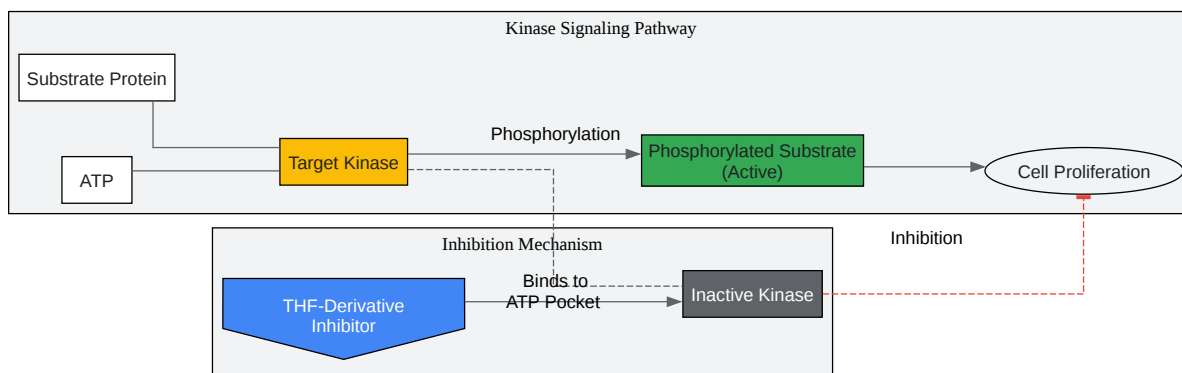 Kinase Signaling Pathway
Substrate Protein
Phosphorylation
Target Kinase
Phosphorylated Substrate
(Active)
ATP
Cell Proliferation
Inhibition Mechanism
Inhibition
Binds to
ATP Pocket
THF-Derivative
Inhibitor
Inactive Kinase